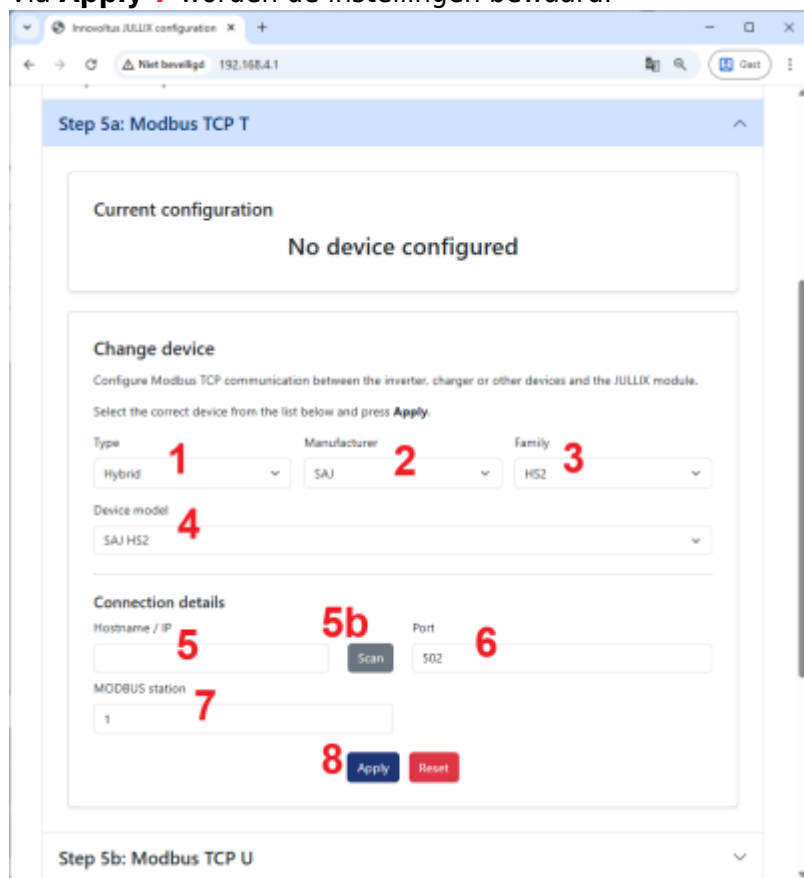 Via Apply 7 worden de instellingen bewaard.
Innovoltus JULLIX configuration
Niet beveiligd 192.168.4.1 Gast
Step 5a: Modbus TCP T
Current configuration
No device configured
Change device
Configure Modbus TCP communication between the inverter, charger or other devices and the JULLIX module.
Select the correct device from the list below and press Apply.
Type 1 Manufacturer 2 Family 3
Hybrid SAJ HS2
Device model 4
SAJ HS2
Connection details
Hostname / IP 5 5b Port 6
Scan 502
MODBUS station 7
1
8 Apply Reset
Step 5b: Modbus TCP U